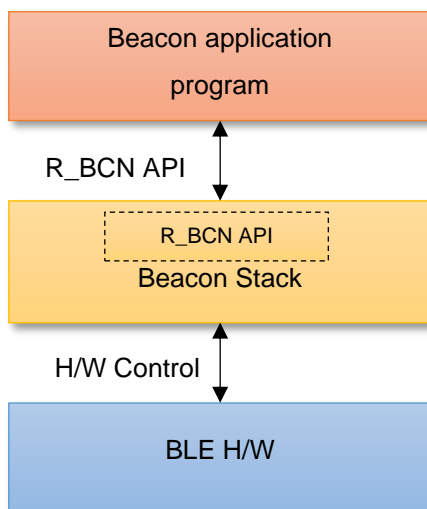 Beacon application
program
R_BCN API
R_BCN API
Beacon Stack
H/W Control
BLE H/W